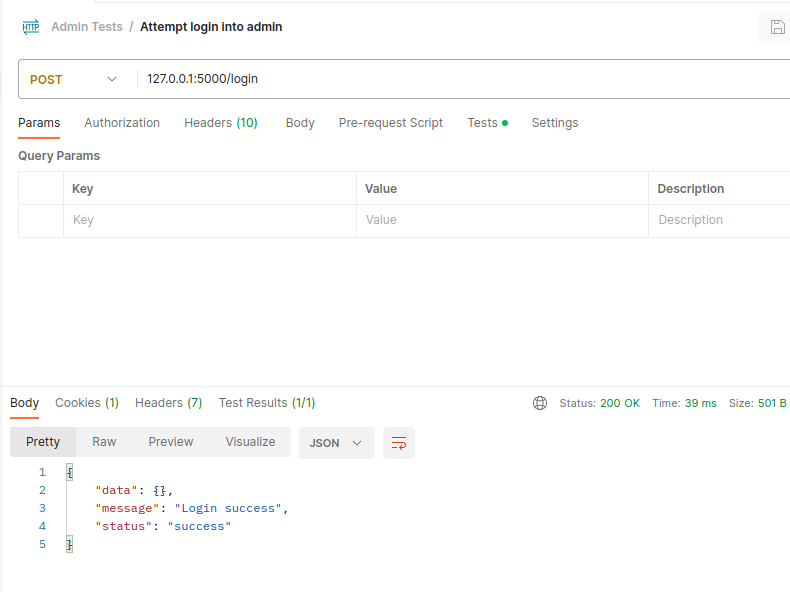 HTTP Admin Tests / Attempt login into admin
POST 127.0.0.1:5000/login
Params Authorization Headers (10) Body Pre-request Script Tests Settings
Query Params
Key Value Description
Key Value Description
Body Cookies (1) Headers (7) Test Results (1/1) Status: 200 OK Time: 39 ms Size: 501 B
Pretty Raw Preview Visualize JSON
1 {
2 "data": {},
3 "message": "Login success",
4 "status": "success"
5 }